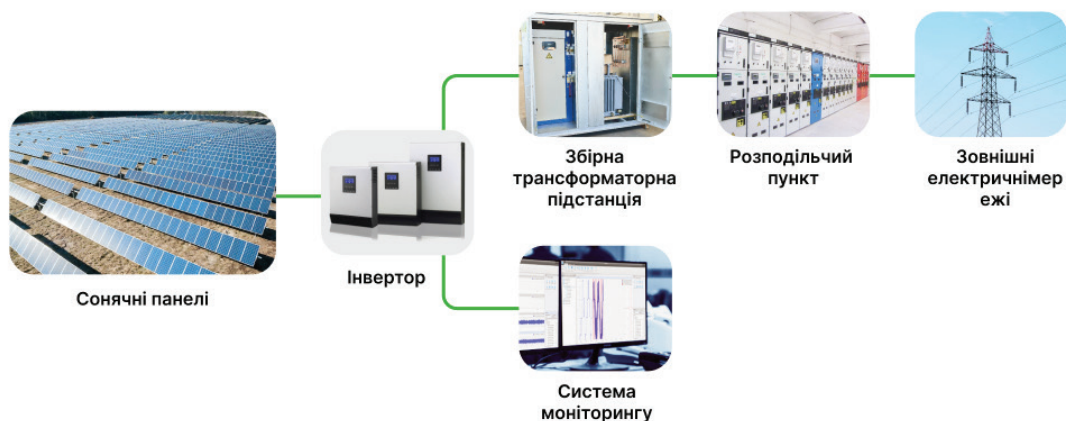 Сонячні панелі
Інвертор
Збірна
трансформаторна
підстанція
Розподільчий
пункт
Зовнішні
електричнімер
ежі
Система
моніторингу